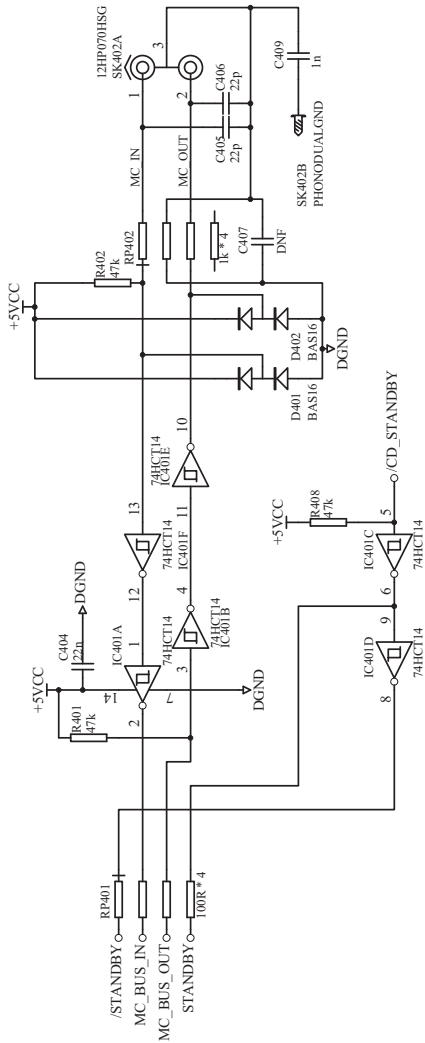 12HP070HSG
SK402A
3
1
2
MC_IN
MC_OUT
C406
22p
C405
22p
C409
1n
SK402B
PHONODUALGND
+5VCC
R402
47k
RP402
1k * 4
C407
DNF
D402
BAS16
D401
BAS16
DGND
10
74HCT14
IC401E
11
13
74HCT14
IC401F
12
4
74HCT14
IC401B
3
+5VCC
C404
22n
DGND
R401
47k
14
IC401A
74HCT14
1
2
7
DGND
+5VCC
R408
47k
/CD_STANDBY
5
IC401C
74HCT14
6
9
IC401D
74HCT14
8
RP401
100R * 4
/STANDBY
MC_BUS_IN
MC_BUS_OUT
STANDBY